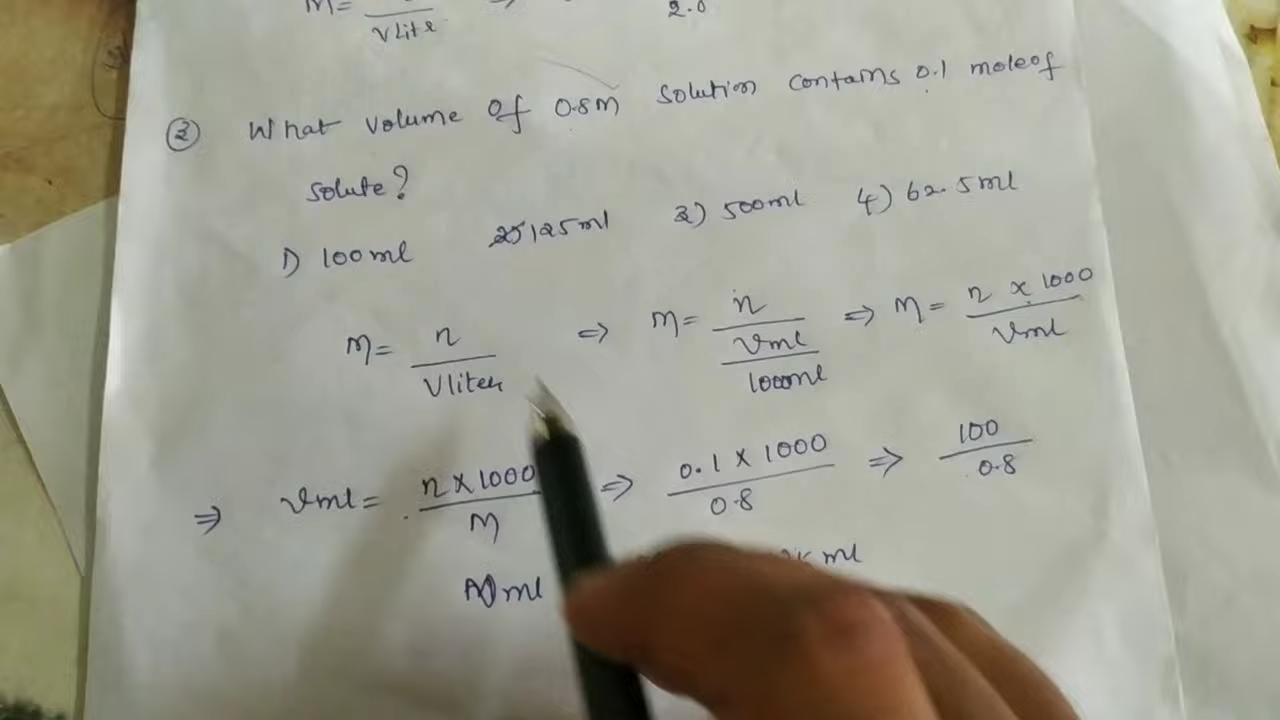 M=
V lite
⇒
2.0
② What volume of 0.8M solution contains 0.1 mole of
solute?
1) 100 ml 2) 125 ml 3) 500 ml 4) 62.5 ml
M = n / V liter ⇒ M = n / (V ml / 1000ml) ⇒ M = n x 1000 / V ml
⇒ V ml = n x 1000 / M ⇒ 0.1 x 1000 / 0.8 ⇒ 100 / 0.8
ml ml